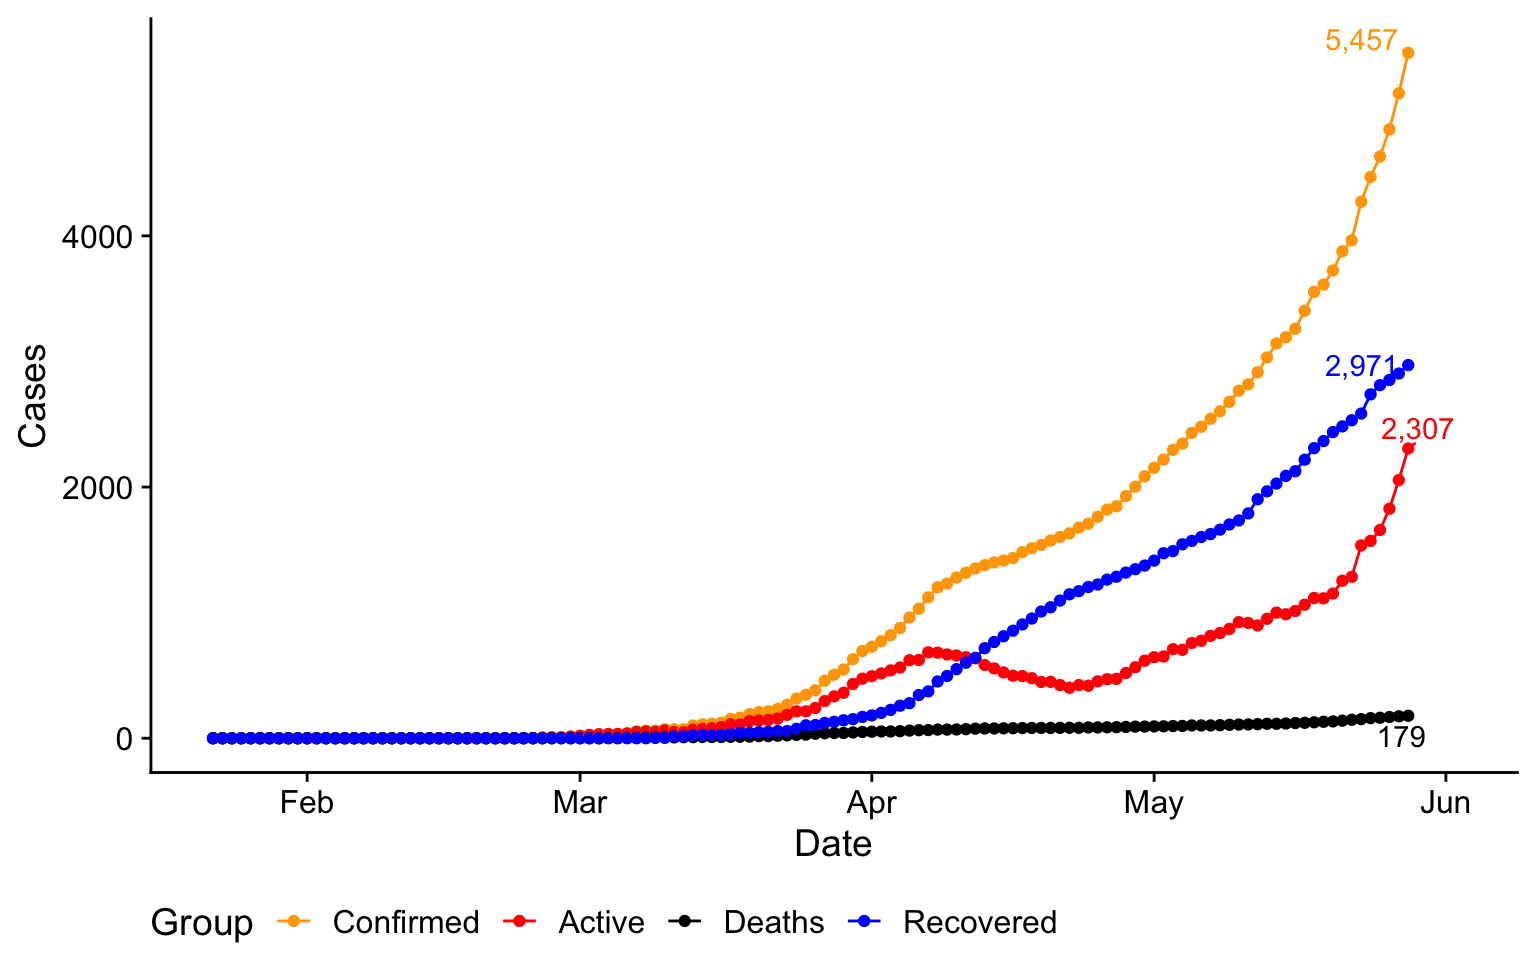 5,457
4000
2,971
2,307
2000
0
179
Feb Mar Apr May Jun
Date
Cases
Group Confirmed Active Deaths Recovered